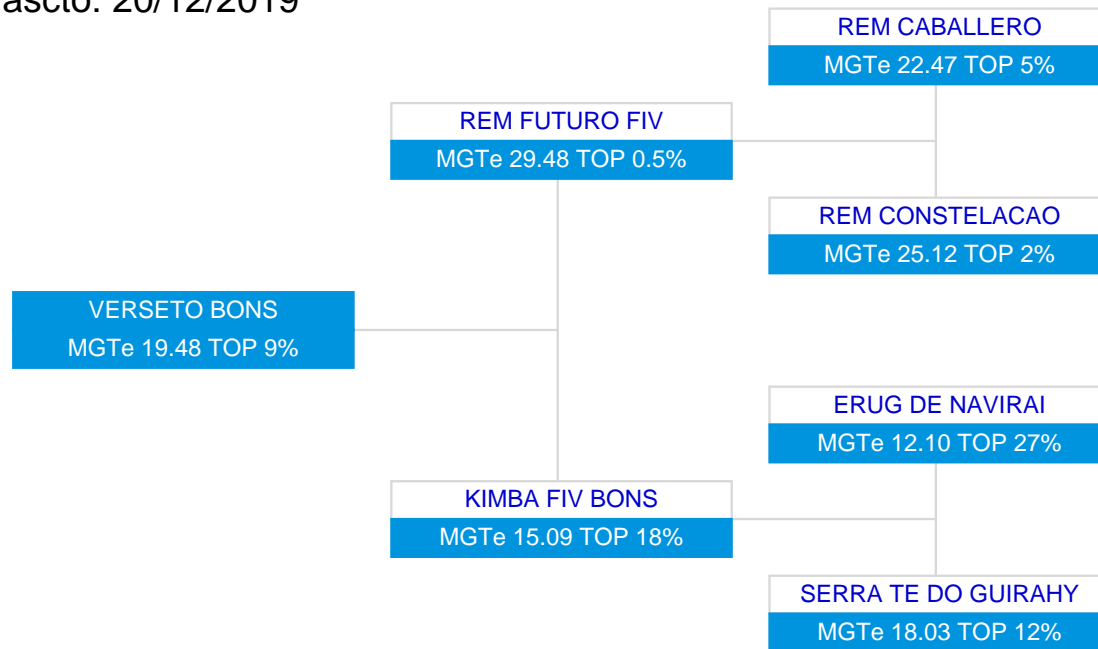 ascto: 20/12/2019
REM CABALLERO
MGTe 22.47 TOP 5%
REM FUTURO FIV
MGTe 29.48 TOP 0.5%
REM CONSTELACAO
MGTe 25.12 TOP 2%
VERSETO BONS
MGTe 19.48 TOP 9%
ERUG DE NAVIRAI
MGTe 12.10 TOP 27%
KIMBA FIV BONS
MGTe 15.09 TOP 18%
SERRA TE DO GUIRAHY
MGTe 18.03 TOP 12%